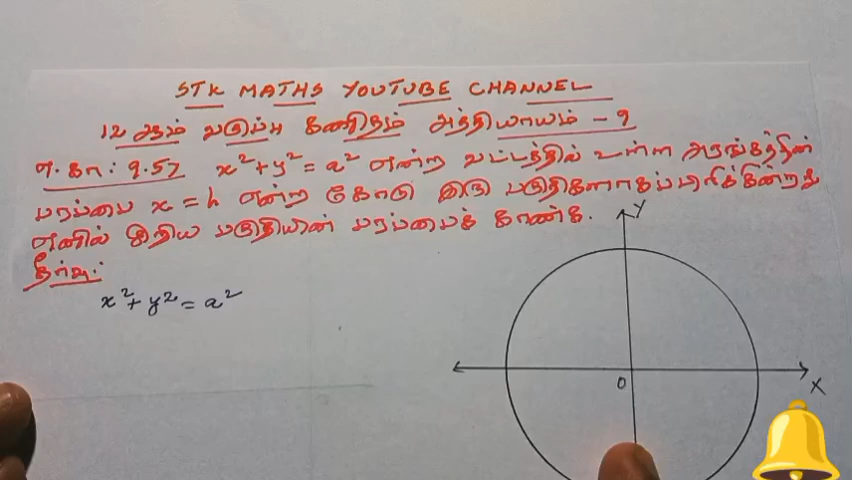 STK MATHS YOUTUBE CHANNEL
12 ஆம் வகுப்பு கணிதம் அத்தியாயம் - 9
எ.கா: 9.57 x² + y² = a² என்ற வட்டத்தில் உள்ள அரங்கத்தின்
பரப்பை x = h என்ற கோடு இரு பகுதிகளாகப்பிரிக்கின்றது
எனில் சிறிய பகுதியின் பரப்பைக் காண்க.
தீர்வு:
x² + y² = a²
Y
O
X